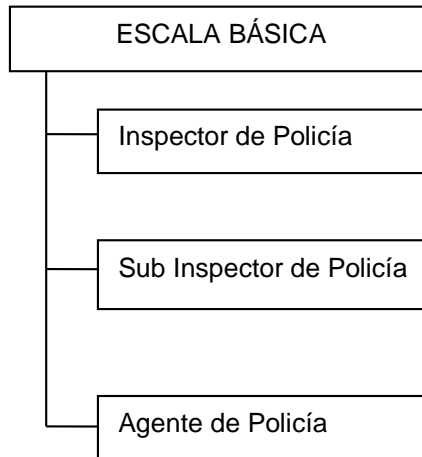 ESCALA BÁSICA
Inspector de Policía
Sub Inspector de Policía
Agente de Policía